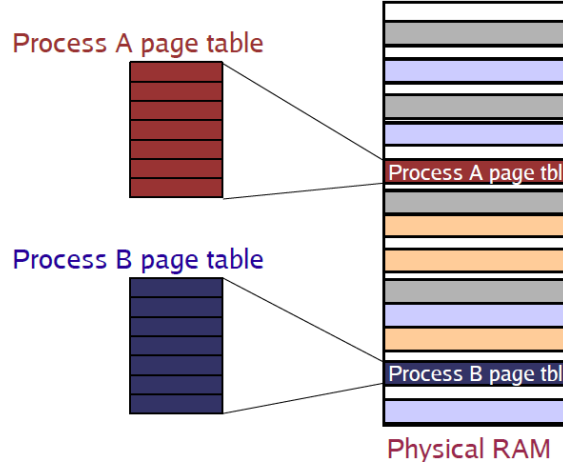 Process A page table
Process A page tbl
Process B page table
Process B page tbl
Physical RAM